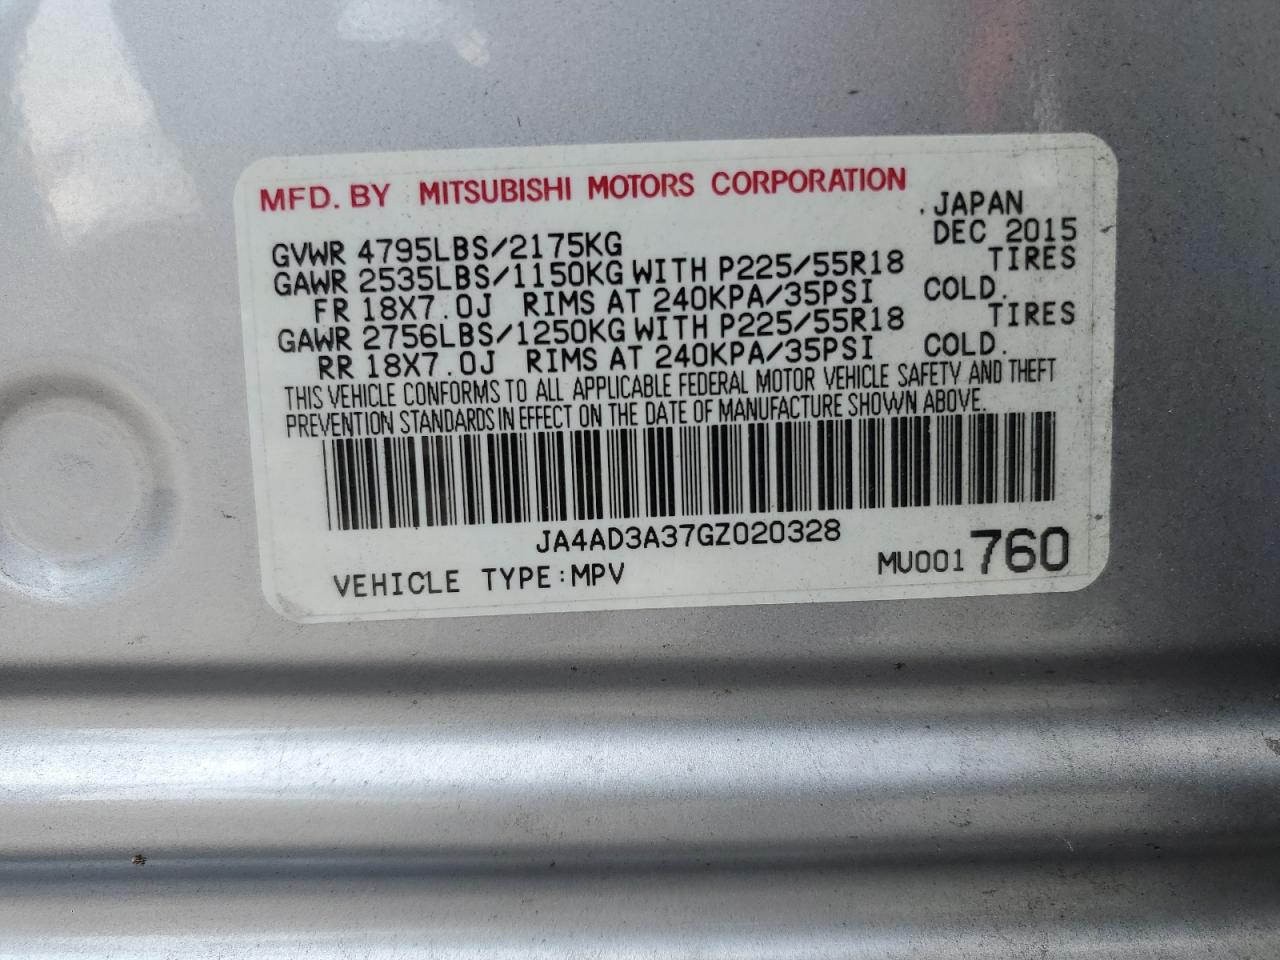 MFD. BY MITSUBISHI MOTORS CORPORATION
. JAPAN
GVWR 4795LBS/2175KG DEC 2015
GAWR 2535LBS/1150KG WITH P225/55R18 TIRES
FR 18X7.0J RIMS AT 240KPA/35PSI COLD.
GAWR 2756LBS/1250KG WITH P225/55R18 TIRES
RR 18X7.0J RIMS AT 240KPA/35PSI COLD.
THIS VEHICLE CONFORMS TO ALL APPLICABLE FEDERAL MOTOR VEHICLE SAFETY AND THEFT
PREVENTION STANDARDS IN EFFECT ON THE DATE OF MANUFACTURE SHOWN ABOVE.
JA4AD3A37GZ020328
VEHICLE TYPE:MPV MU001 760